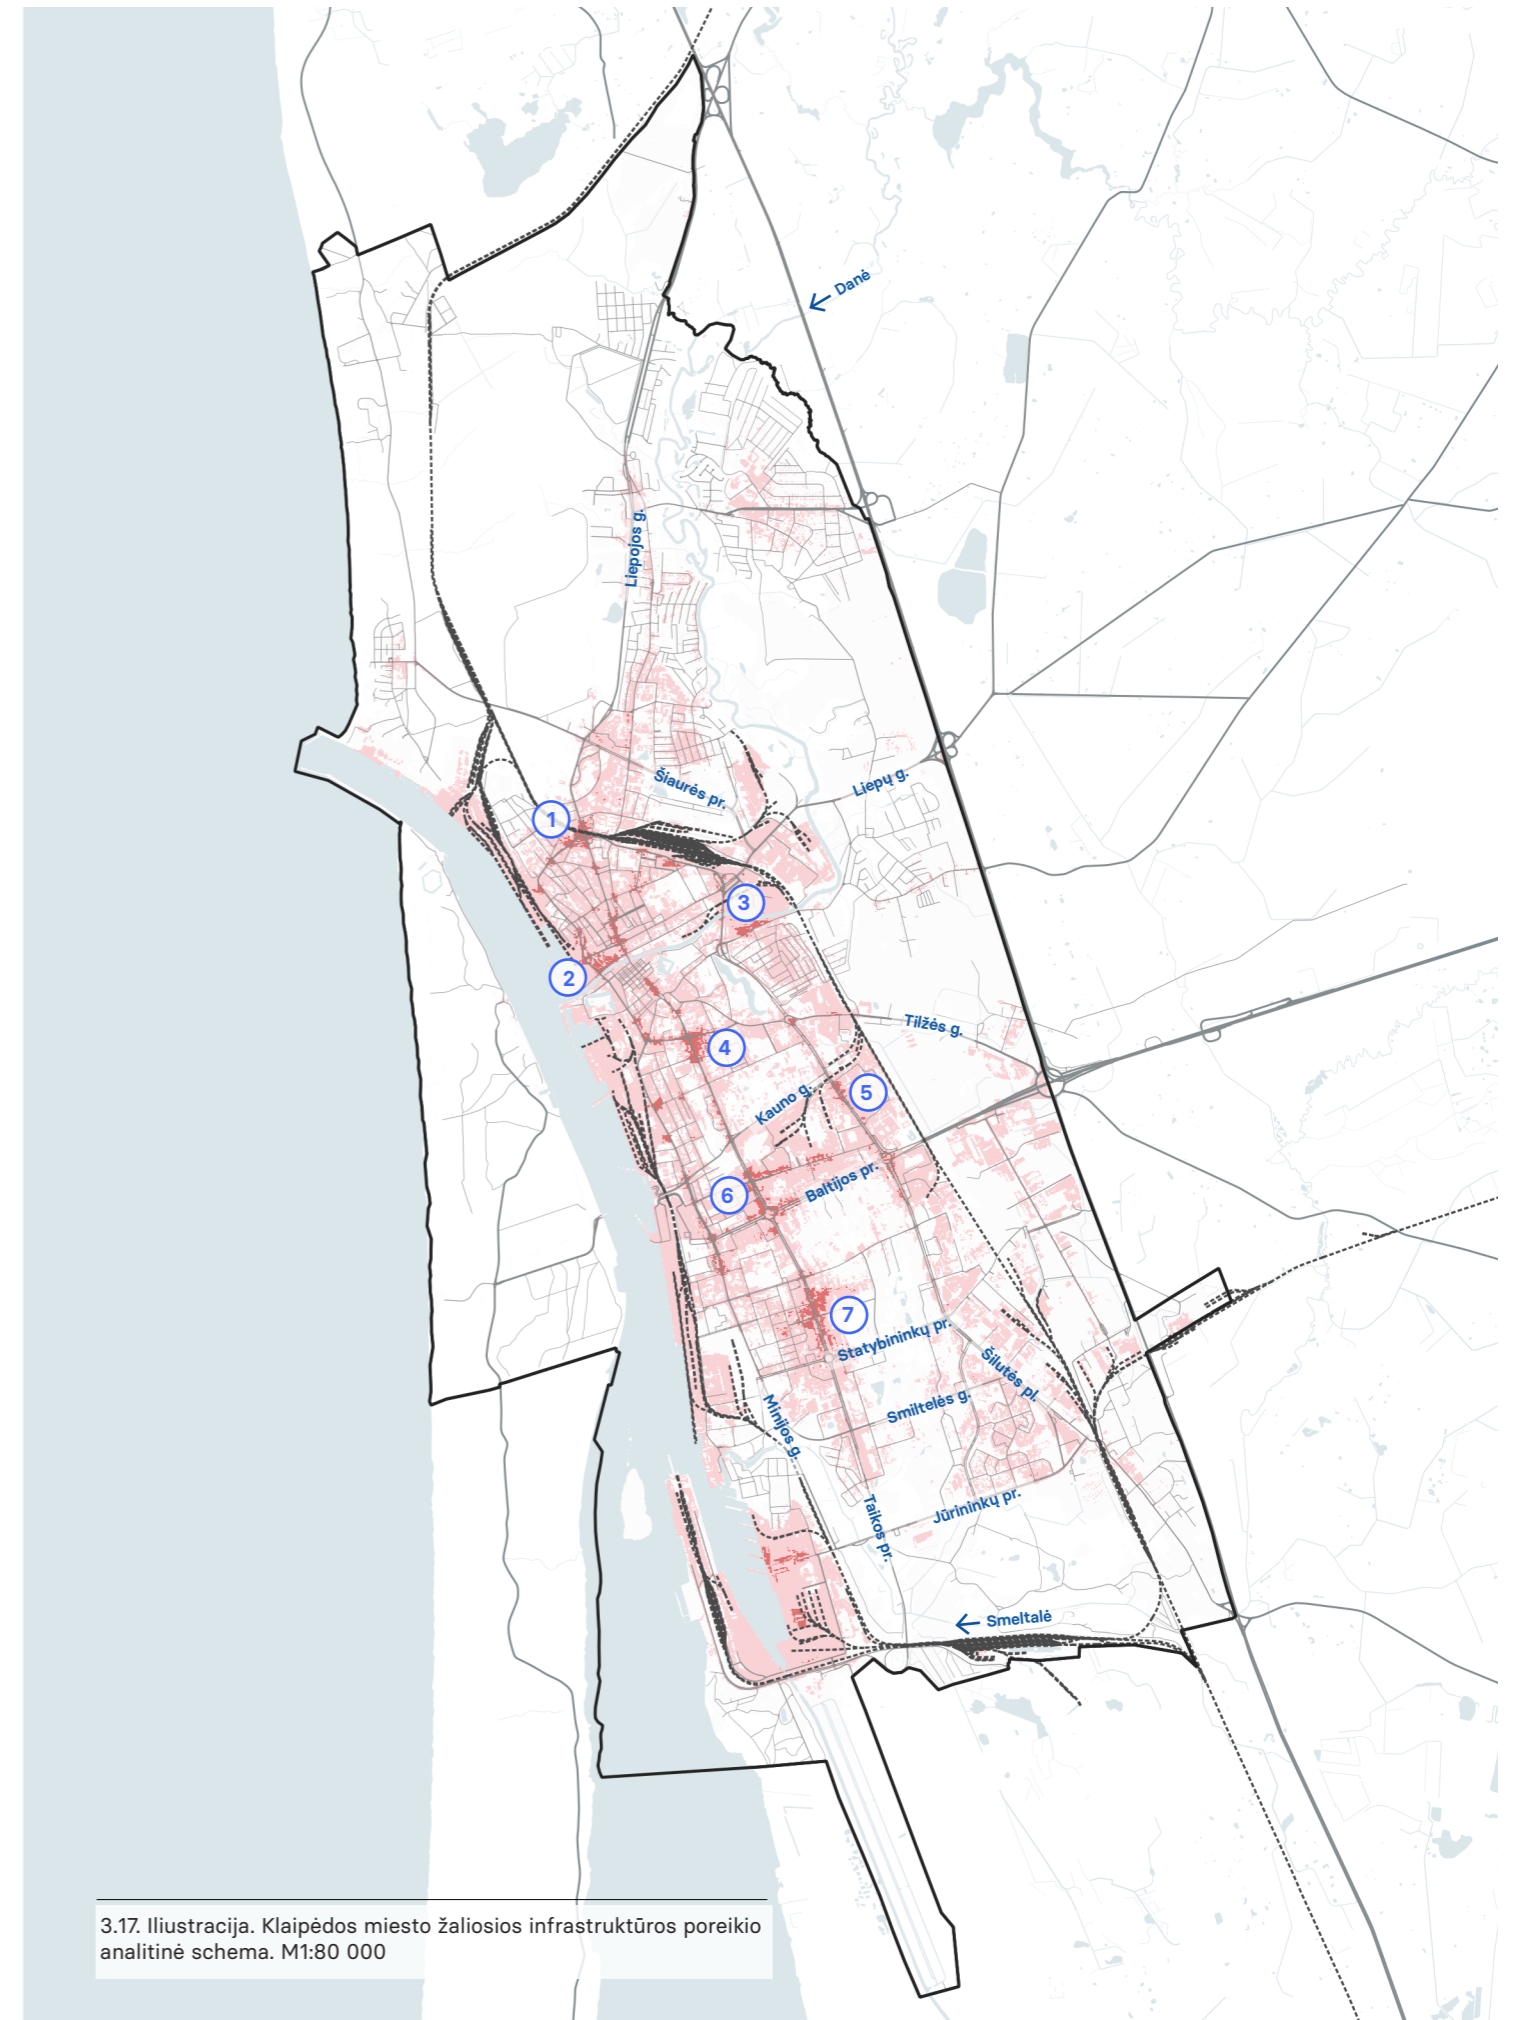 Danė
Liepojos g.
Šiaurės pr.
Liepų g.
1
3
2
Tilžės g.
4
5
Kauno g.
6
Baltijos pr.
7
Statybininkų pr.
Šilutės pl.
Smiltelės g.
Minijos g.
Jūrininkų pr.
Taikos pr.
Smeltalė
3.17. Iliustracija. Klaipėdos miesto žaliosios infrastruktūros poreikio
analitinė schema. M1:80 000